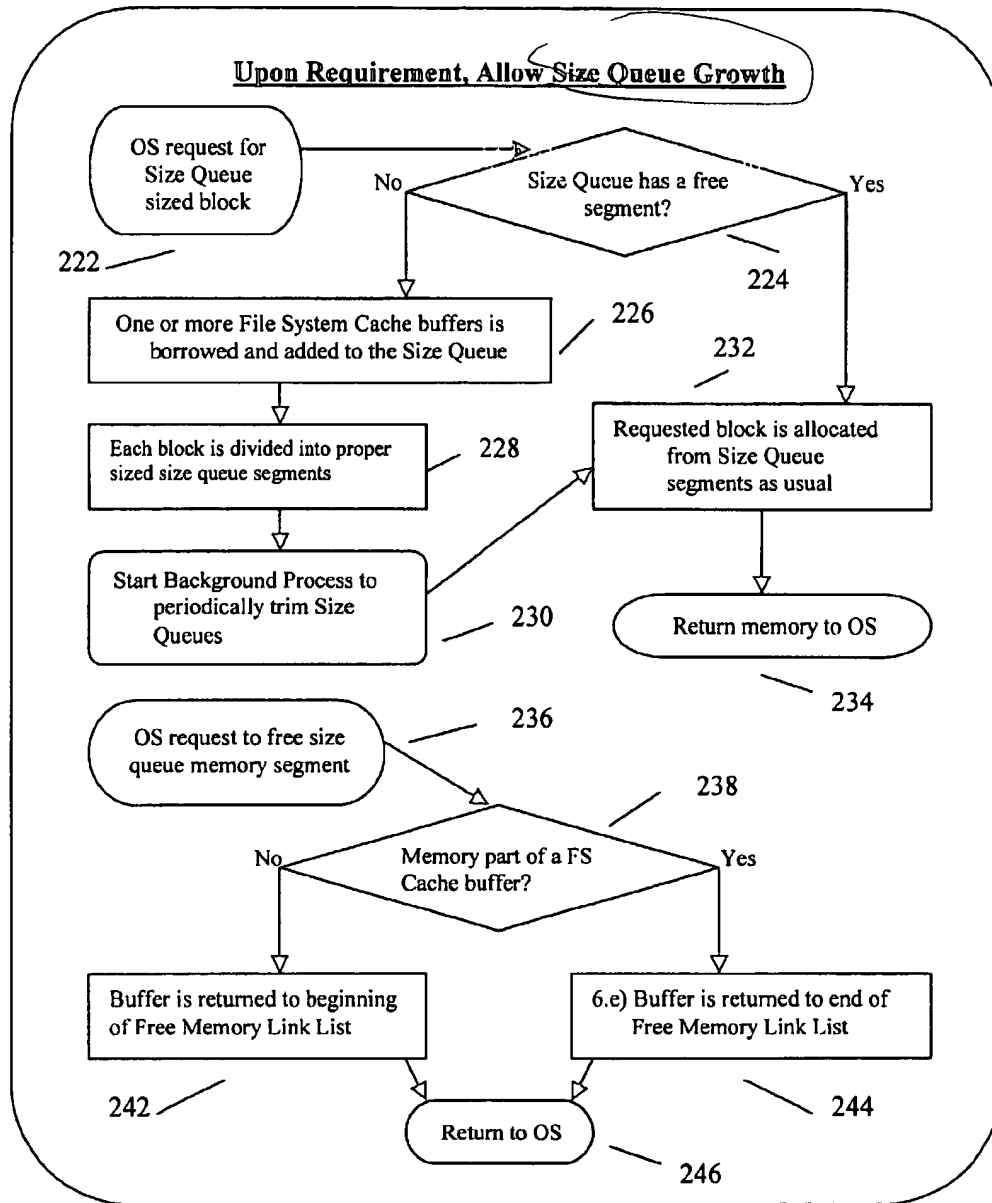 Upon Requirement, Allow Size Queue Growth
OS request for
Size Queue
sized block
222
Size Queue has a free
segment?
No
Yes
224
One or more File System Cache buffers is
borrowed and added to the Size Queue
226
232
Each block is divided into proper
sized size queue segments
228
Requested block is allocated
from Size Queue
segments as usual
Start Background Process to
periodically trim Size
Queues
230
Return memory to OS
234
236
OS request to free size
queue memory segment
238
No
Memory part of a FS
Cache buffer?
Yes
Buffer is returned to beginning
of Free Memory Link List
6.e) Buffer is returned to end of
Free Memory Link List
242
244
Return to OS
246